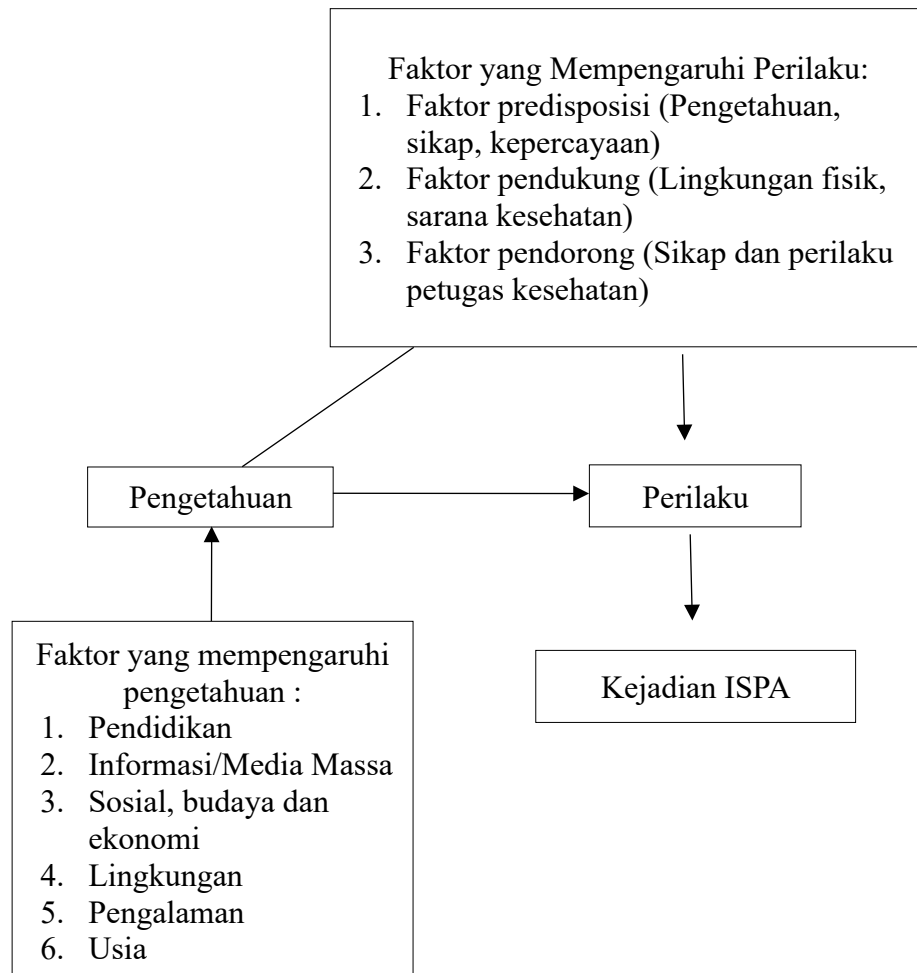 Faktor yang Mempengaruhi Perilaku:
1. Faktor predisposisi (Pengetahuan,
sikap, kepercayaan)
2. Faktor pendukung (Lingkungan fisik,
sarana kesehatan)
3. Faktor pendorong (Sikap dan perilaku
petugas kesehatan)
Pengetahuan
Perilaku
Faktor yang mempengaruhi
pengetahuan :
1. Pendidikan
2. Informasi/Media Massa
3. Sosial, budaya dan
ekonomi
4. Lingkungan
5. Pengalaman
6. Usia
Kejadian ISPA